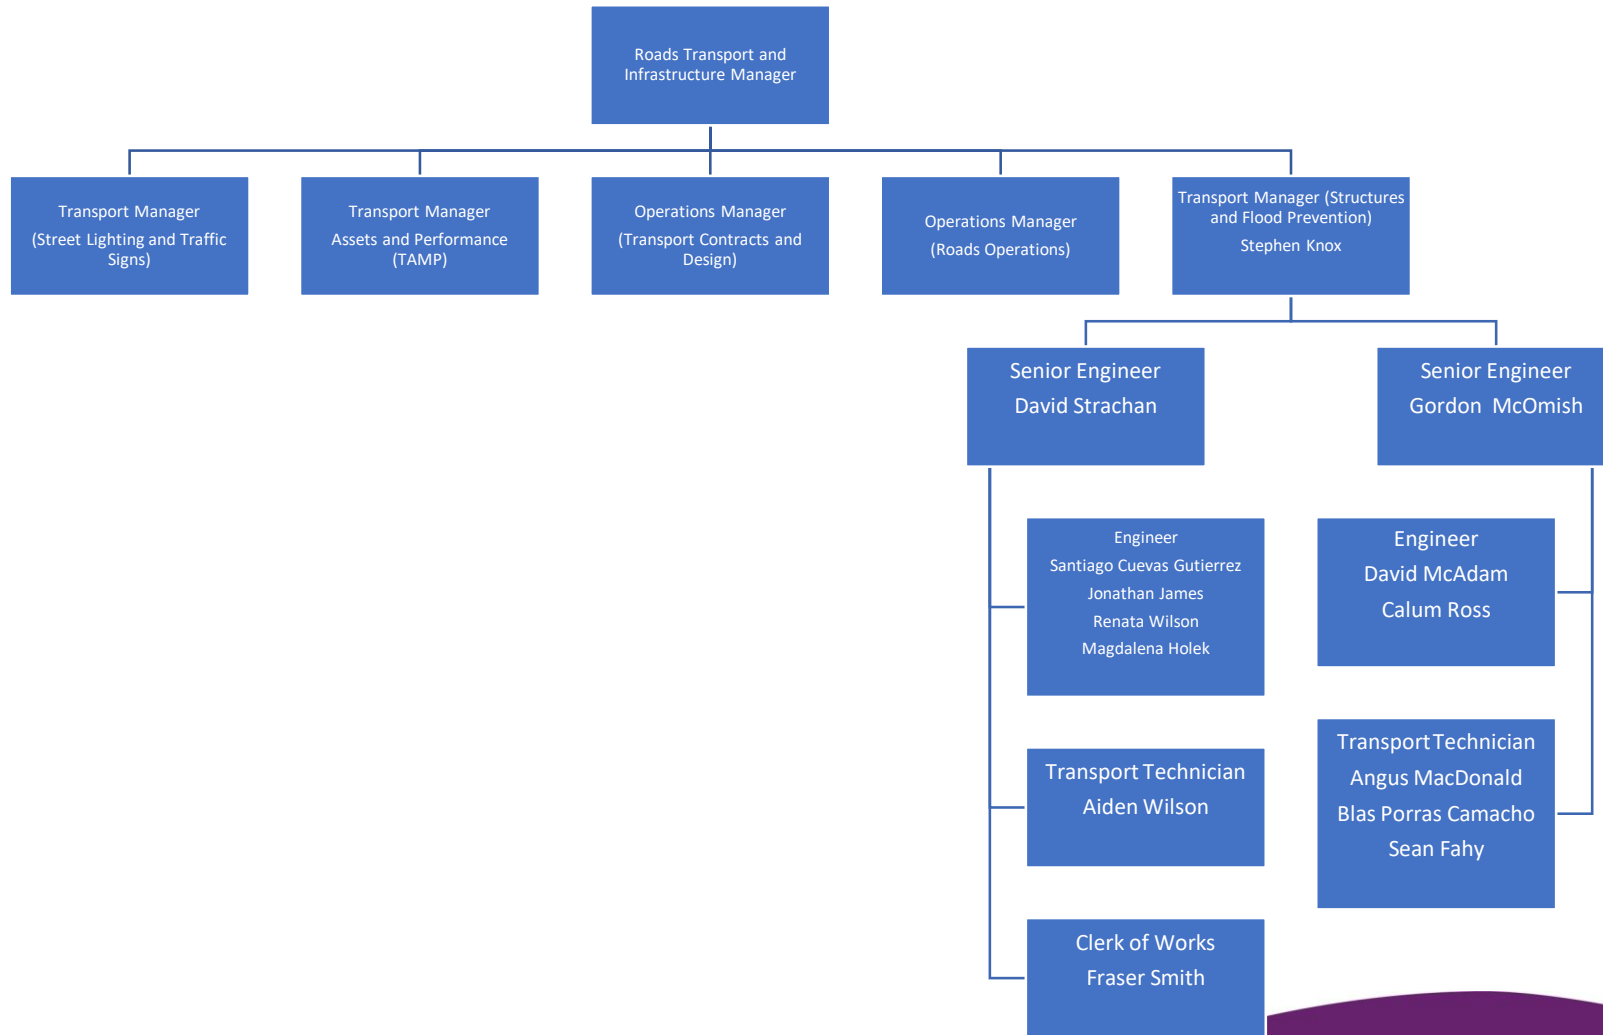 Roads Transport and
Infrastructure Manager
Transport Manager
(Street Lighting and Traffic
Signs)
Transport Manager
Assets and Performance
(TAMP)
Operations Manager
(Transport Contracts and
Design)
Operations Manager
(Roads Operations)
Transport Manager (Structures
and Flood Prevention)
Stephen Knox
Senior Engineer
David Strachan
Senior Engineer
Gordon McOmish
Engineer
Santiago Cuevas Gutierrez
Jonathan James
Renata Wilson
Magdalena Holek
Engineer
David McAdam
Calum Ross
Transport Technician
Aiden Wilson
Transport Technician
Angus MacDonald
Blas Porras Camacho
Sean Fahy
Clerk of Works
Fraser Smith